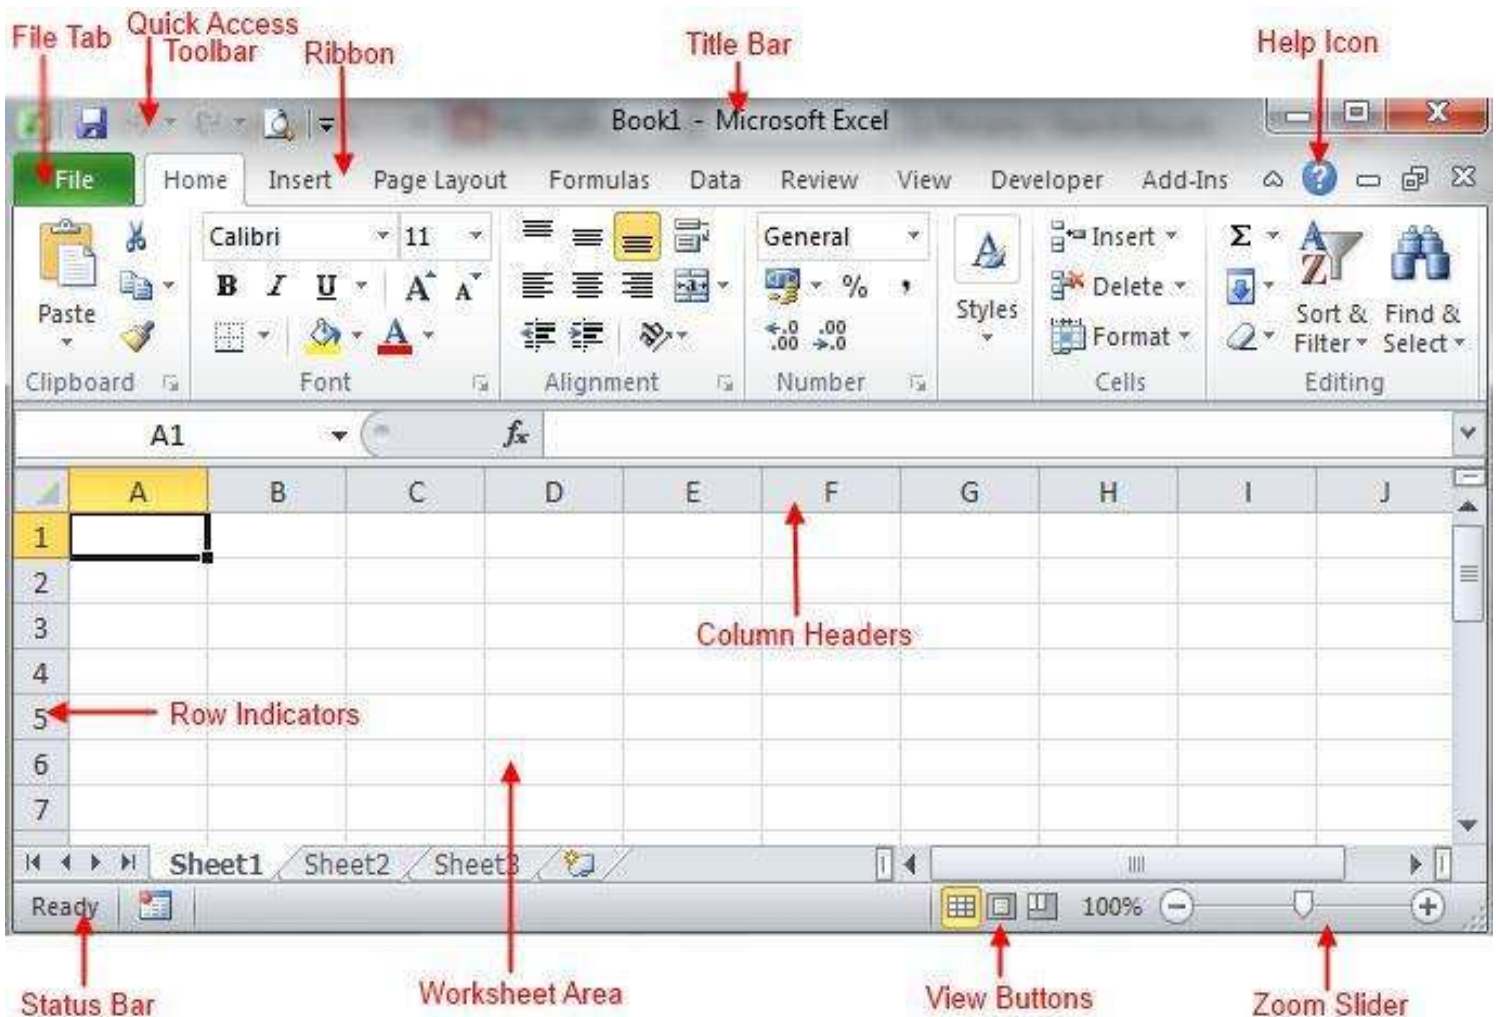 File Tab
Quick Access
Toolbar
Ribbon
Title Bar
Help Icon
Book1 - Microsoft Excel
File Home Insert Page Layout Formulas Data Review View Developer Add-Ins
Calibri 11 General Insert
B I U A A % , Delete
Paste Styles Sort & Find &
Format Filter Select
Clipboard Font Alignment Number Cells Editing
A1 fx
A B C D E F G H I J
1
2
3
Column Headers
4
5 Row Indicators
6
7
Sheet1 Sheet2 Sheet3
Ready 100%
Status Bar
Worksheet Area
View Buttons
Zoom Slider